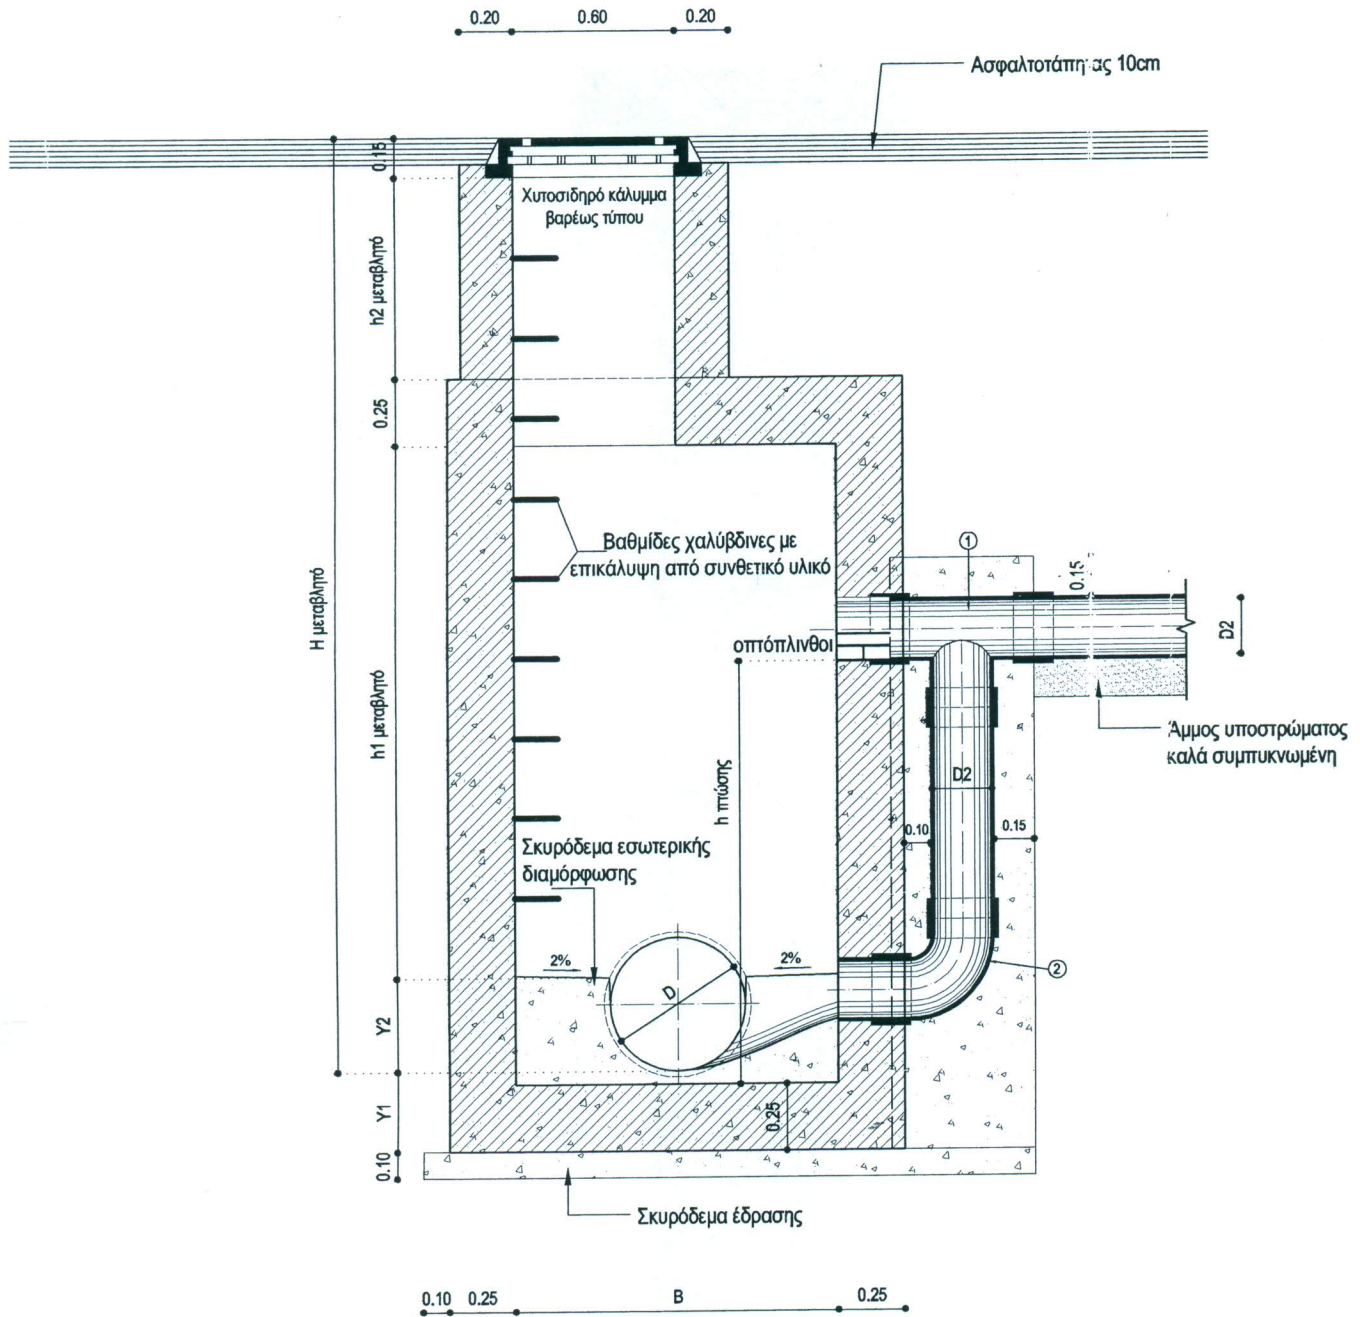 0.20 0.60 0.20
Ασφαλτοτάπητας 10cm
0.15
Χυτοσιδηρό κάλυμμα
βαρέως τύπου
h2 μεταβλητό
0.25
Βαθμίδες χαλύβδινες με
επικάλυψη από συνθετικό υλικό
1
0.15
H μεταβλητό
D2
οπτόπλινθοι
h1 μεταβλητό
Άμμος υποστρώματος
καλά συμπυκνωμένη
h πτώσης
D2
0.10
0.15
Σκυρόδεμα εσωτερικής
διαμόρφωσης
2%
2%
2
D
Y2
Y1
0.25
0.10
Σκυρόδεμα έδρασης
0.10 0.25 B 0.25